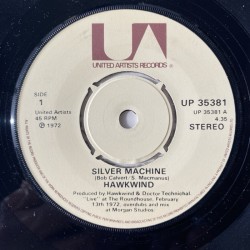 UA
UNITED ARTISTS RECORDS
SIDE
1
United Artists
45 RPM
℗ 1972
UP 35381
UP 35381 A
4.35
STEREO
SILVER MACHINE
(Bob Calvert/S. Macmanus)
HAWKWIND
Produced by Hawkwind & Doctor Technichal.
"Live" at The Roundhouse, February
13th 1972, overdubs and mix
at Morgan Studios